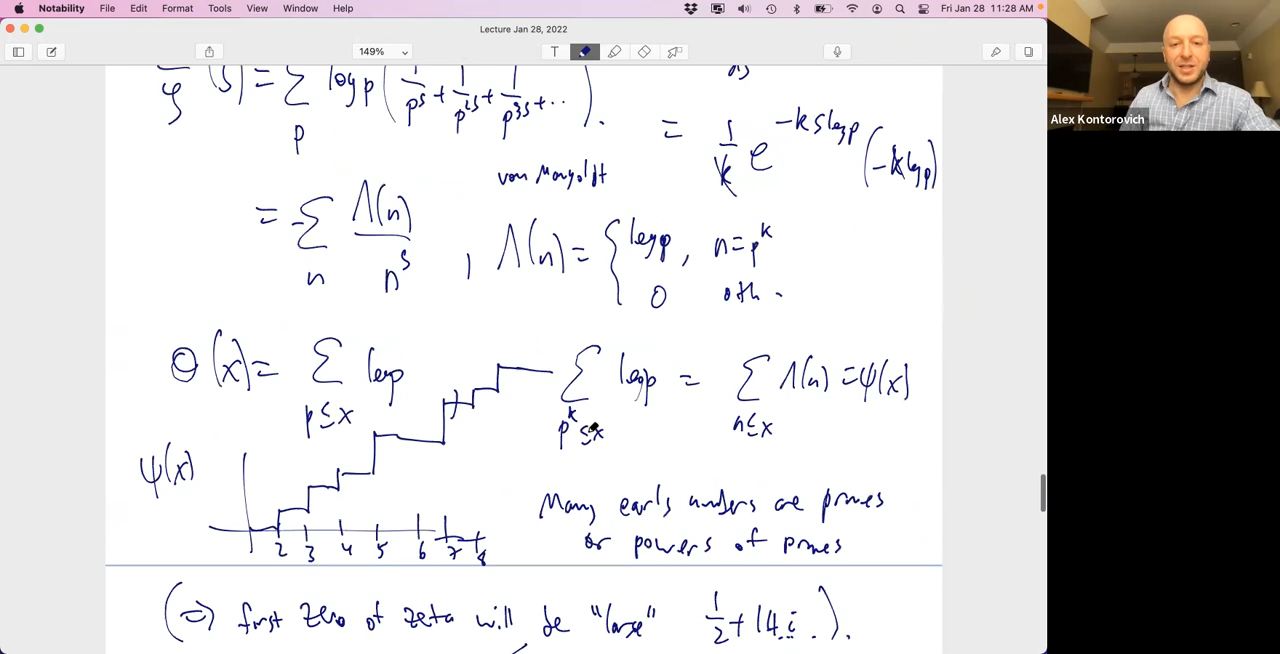 Notability File Edit Format Tools View Window Help Fri Jan 28 11:28 AM
Lecture Jan 28, 2022
149% T
Alex Kontorovich
ζ (s) = ∑ log p ( 1/p^s + 1/p^2s + 1/p^3s + .. ) .
p
= 1/k e^-ks log p (-k log p)
von Mangoldt
= ∑ Λ(n)/n^s , Λ(n) = { log p, n = p^k
n
0 oth.
θ(x) = ∑ log p ∑ log p = ∑ Λ(n) = ψ(x)
p ≤ x p^k ≤ x n ≤ x
ψ(x)
2 3 4 5 6 7 8
Many early numbers are primes
or powers of primes
(⇒ first zero of zeta will be "large" 1/2 + 14 i ... ).